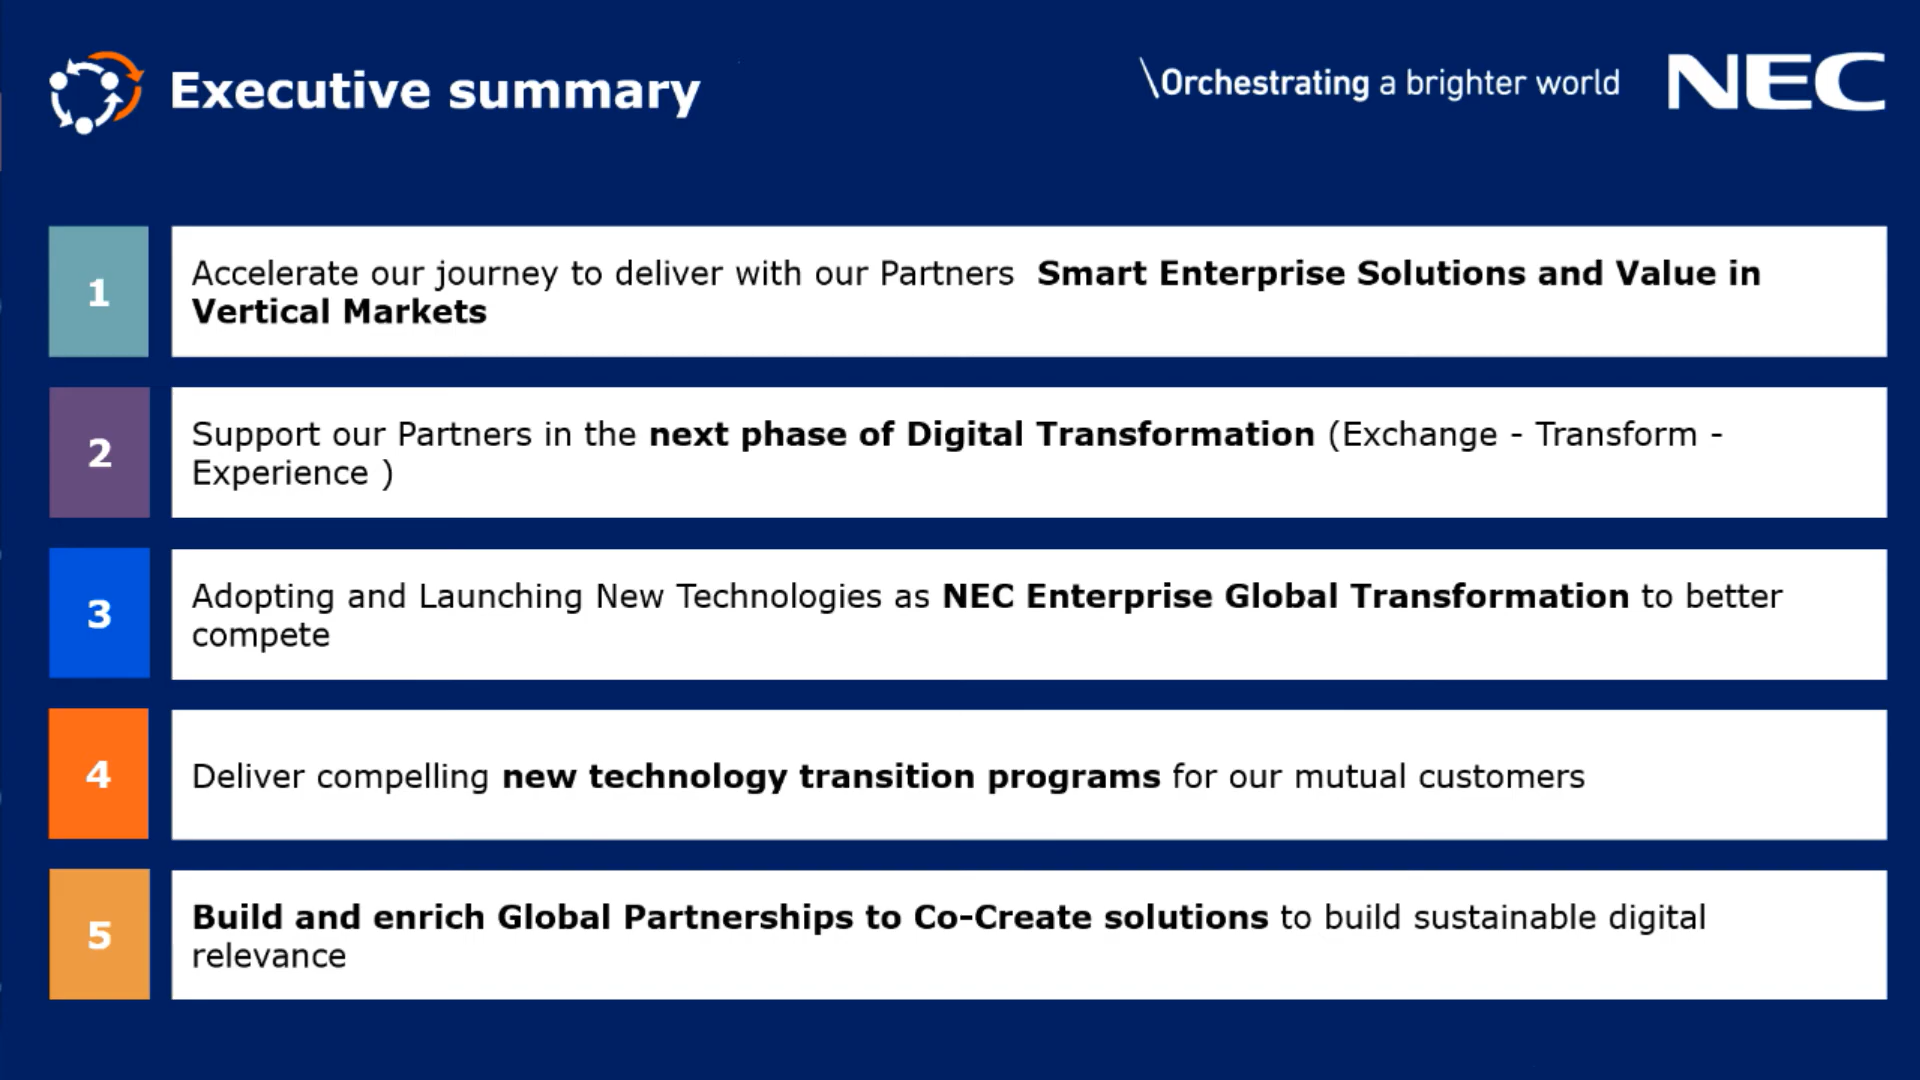 Executive summary
\Orchestrating a brighter world
NEC
1
Accelerate our journey to deliver with our Partners  Smart Enterprise Solutions and Value in
Vertical Markets
2
Support our Partners in the next phase of Digital Transformation (Exchange - Transform -
Experience )
3
Adopting and Launching New Technologies as NEC Enterprise Global Transformation to better
compete
4
Deliver compelling new technology transition programs for our mutual customers
5
Build and enrich Global Partnerships to Co-Create solutions to build sustainable digital
relevance